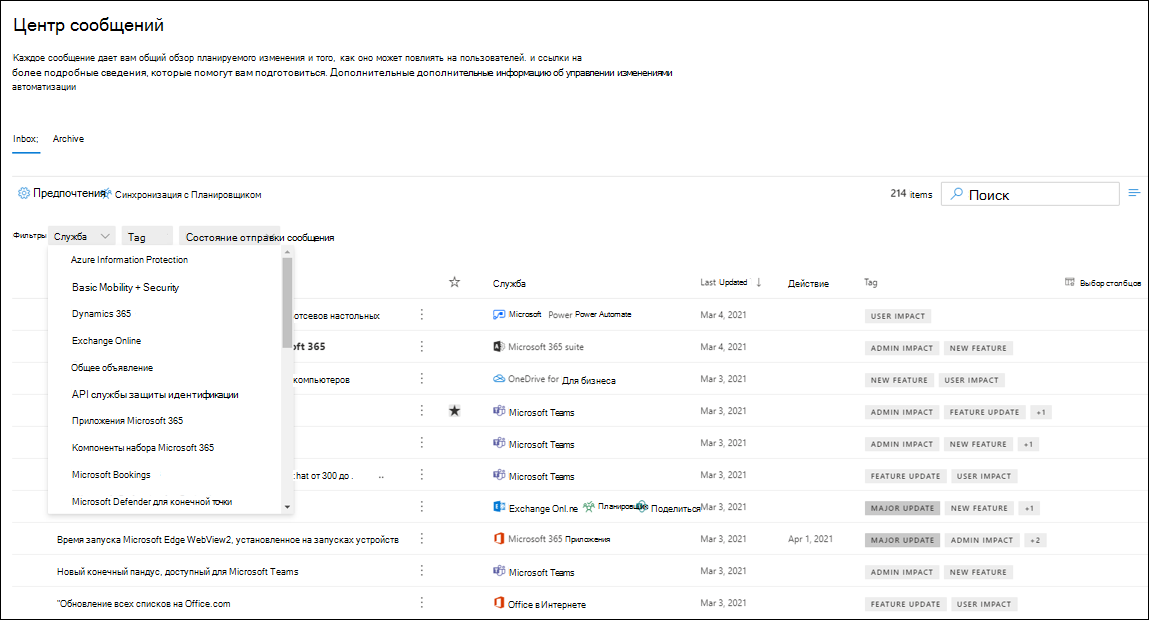 Центр сообщений
Каждое сообщение дает вам общий обзор планируемого изменения и того, как оно может повлиять на пользователей. и ссылки на
более подробные сведения, которые помогут вам подготовиться. Дополнительные дополнительные информацию об управлении изменениями
автоматизации
Inbox; Archive
Предпочтения Синхронизация с Планировщиком 214 items Поиск
Фильтры Служба Tag Состояние отправки сообщения
Azure Information Protection
Basic Mobility + Security
Dynamics 365
Exchange Online
Общее объявление
API службы защиты идентификации
Приложения Microsoft 365
Компоненты набора Microsoft 365
Microsoft Bookings
Microsoft Defender для конечной точки
Служба Last Updated ↓ Действие Tag Выбор столбцов
отсевов настольных Microsoft Power Power Automate Mar 4, 2021 USER IMPACT
oft 365 Microsoft 365 suite Mar 4, 2021 ADMIN IMPACT NEW FEATURE
компьютеров OneDrive for Для бизнеса Mar 3, 2021 NEW FEATURE USER IMPACT
Microsoft Teams Mar 3, 2021 ADMIN IMPACT FEATURE UPDATE +1
Microsoft Teams Mar 3, 2021 ADMIN IMPACT NEW FEATURE +1
hat от 300 до . .. Microsoft Teams Mar 3, 2021 FEATURE UPDATE USER IMPACT
Exchange Onl.ne Планировщик Поделиться Mar 3, 2021 MAJOR UPDATE NEW FEATURE +1
Время запуска Microsoft Edge WebView2, установленное на запусках устройств Microsoft 365 Приложения Mar 3, 2021 Apr 1, 2021 MAJOR UPDATE ADMIN IMPACT +2
Новый конечный пандус, доступный для Microsoft Teams Microsoft Teams Mar 3, 2021 ADMIN IMPACT NEW FEATURE
"Обновление всех списков на Office.com Office в Интернете Mar 3, 2021 FEATURE UPDATE USER IMPACT